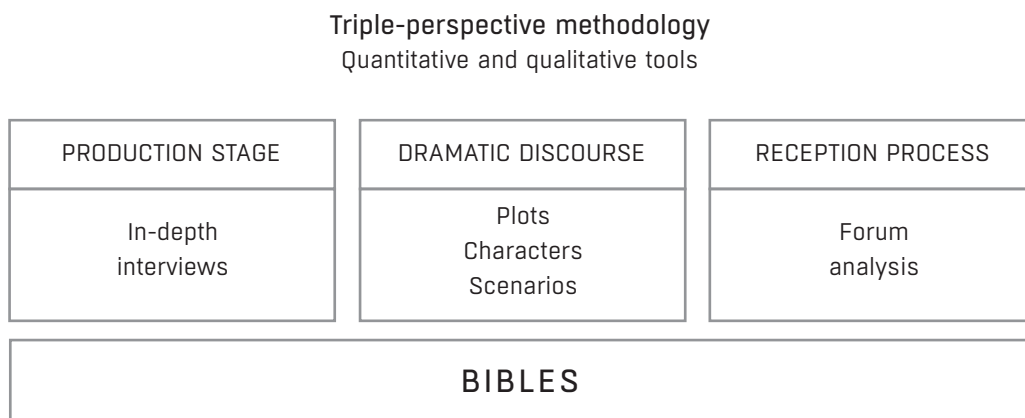 Triple-perspective methodology
Quantitative and qualitative tools
PRODUCTION STAGE
In-depth
interviews
DRAMATIC DISCOURSE
Plots
Characters
Scenarios
RECEPTION PROCESS
Forum
analysis
BIBLES